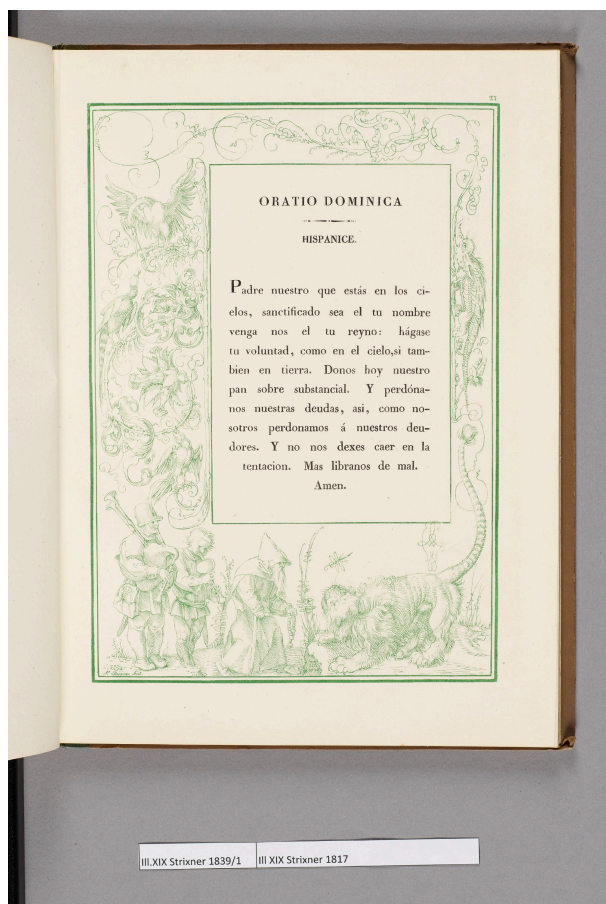 ORATIO DOMINICA
HISPANICE.
Padre nuestro que estás en los ci-
elos, sanctificado sea el tu nombre
venga nos el tu reyno: hágase
tu voluntad, como en el cielo,si tam-
bien en tierra. Donos hoy nuestro
pan sobre substancial. Y perdóna-
nos nuestras deudas, asi, como no-
sotros perdonamos á nuestros deu-
dores. Y no nos dexes caer en la
tentacion. Mas libranos de mal.
Amen.
Ill.XIX Strixner 1839/1
Ill XIX Strixner 1817